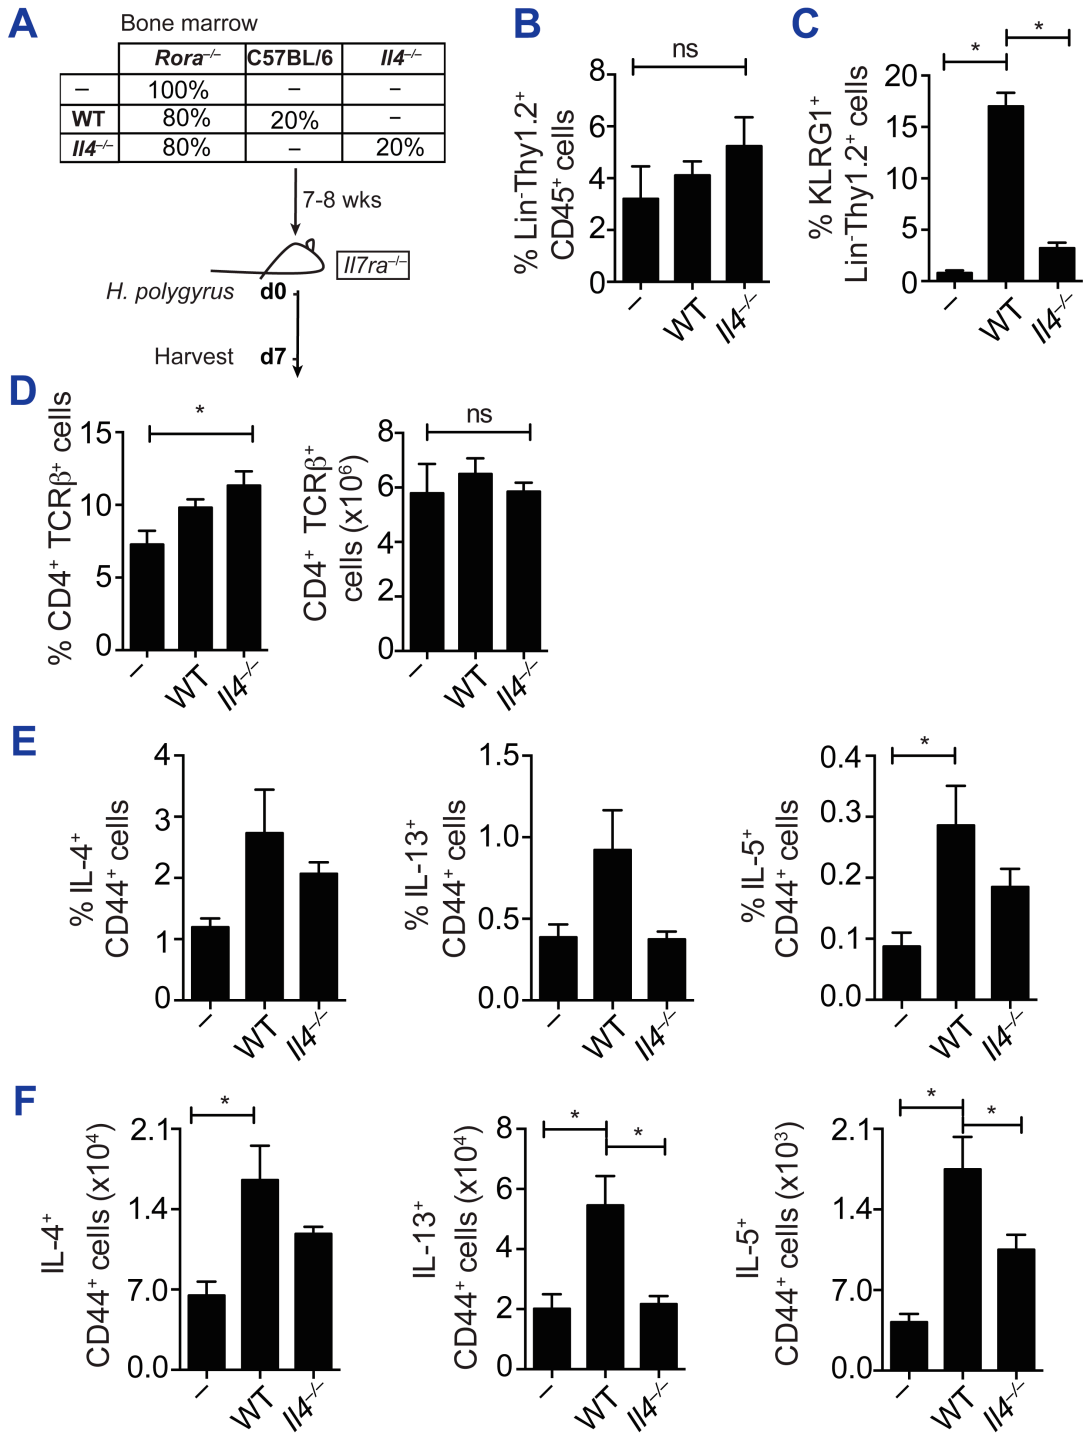 A
Bone marrow
Rora–/– C57BL/6 Il4–/–
– 100% – –
WT 80% 20% –
Il4–/– 80% – 20%
7-8 wks
Il7ra–/–
H. polygyrus d0
Harvest d7
B
% Lin-Thy1.2+
CD45+ cells
8
6
4
2
0
ns
– WT Il4–/–
C
% KLRG1+
Lin-Thy1.2+ cells
20
15
10
5
0
* *
– WT Il4–/–
D
% CD4+ TCRβ+ cells
15
10
5
0
*
– WT Il4–/–
CD4+ TCRβ+
cells (x10⁶)
8
6
4
2
0
ns
– WT Il4–/–
E
% IL-4+
CD44+ cells
4
3
2
1
0
– WT Il4–/–
% IL-13+
CD44+ cells
1.5
1.0
0.5
0.0
– WT Il4–/–
% IL-5+
CD44+ cells
0.4
0.3
0.2
0.1
0.0
*
– WT Il4–/–
F
IL-4+
CD44+ cells (x10⁴)
2.1
1.4
7.0
0.0
*
– WT Il4–/–
IL-13+
CD44+ cells (x10⁴)
8
6
4
2
0
* *
– WT Il4–/–
IL-5+
CD44+ cells (x10³)
2.1
1.4
7.0
0.0
* *
– WT Il4–/–